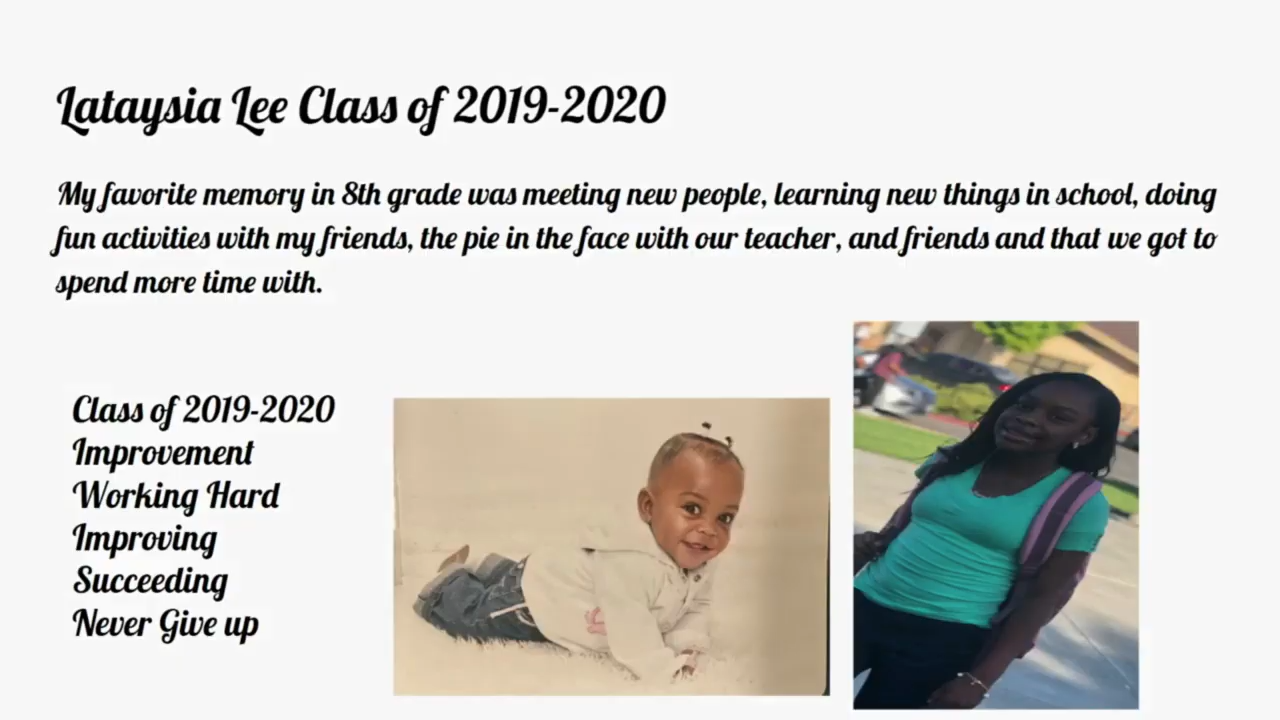 Lataysia Lee Class of 2019-2020
My favorite memory in 8th grade was meeting new people, learning new things in school, doing
fun activities with my friends, the pie in the face with our teacher, and friends and that we got to
spend more time with.
Class of 2019-2020
Improvement
Working Hard
Improving
Succeeding
Never Give up